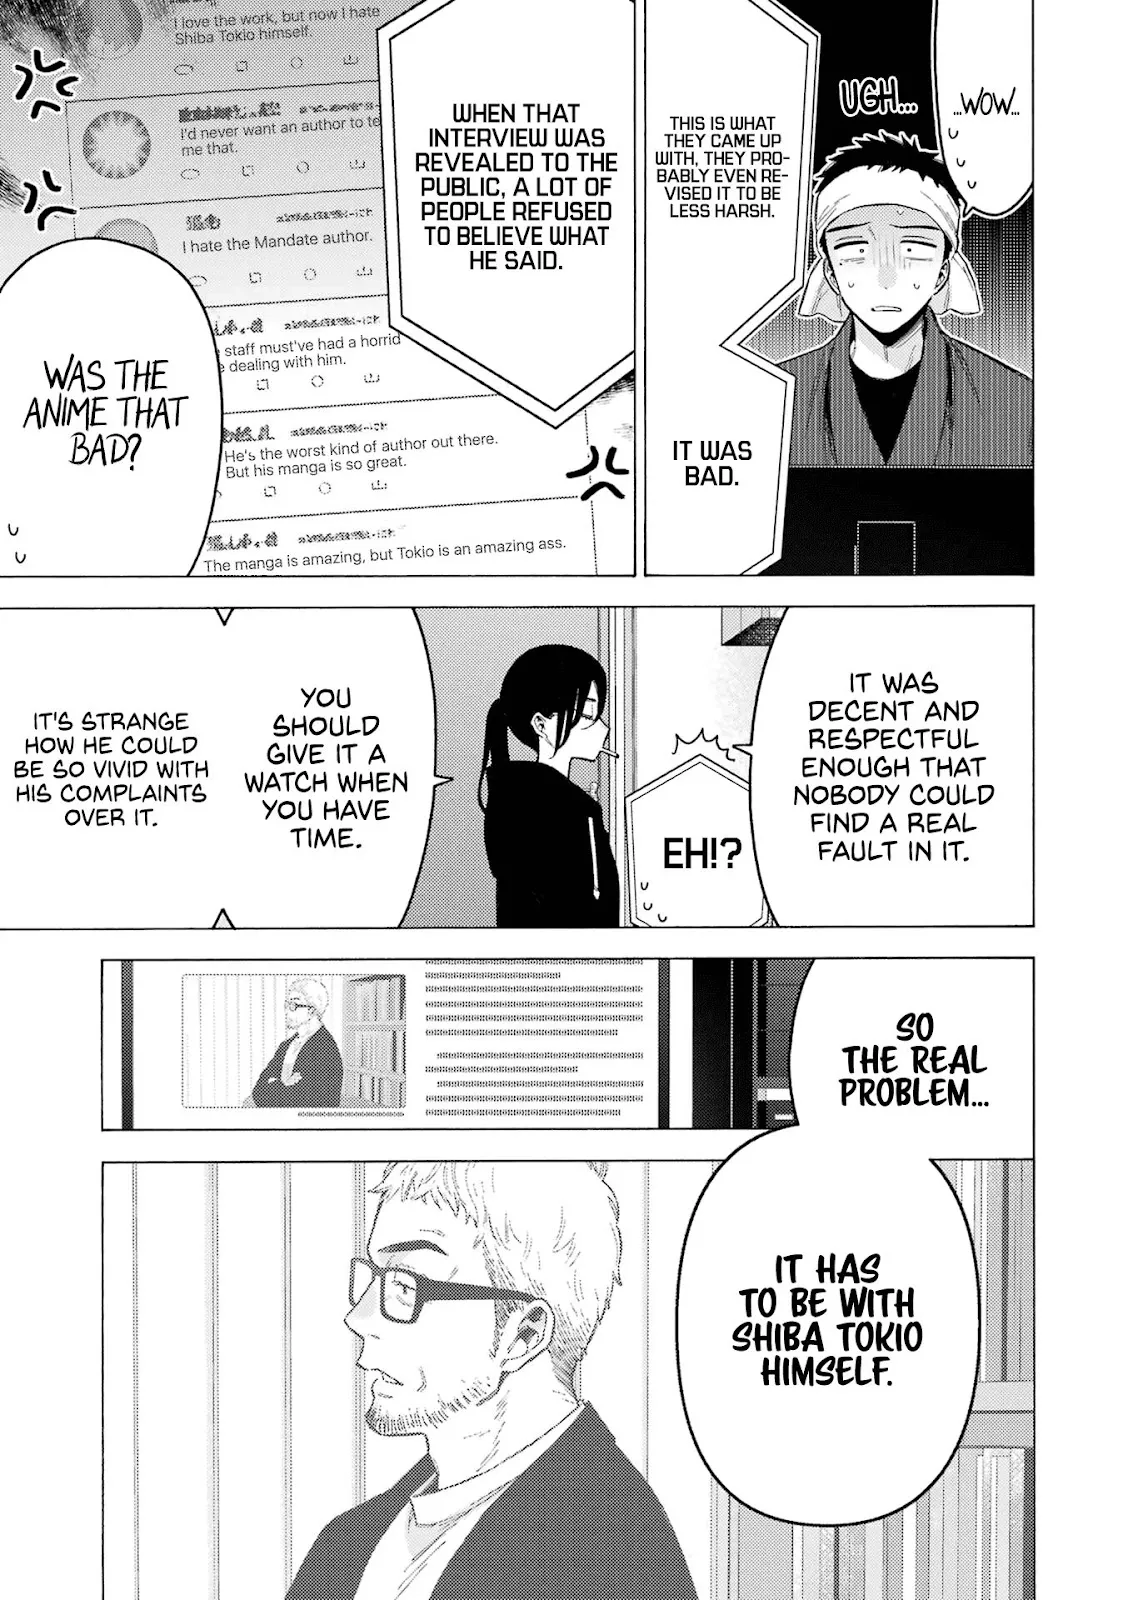 ...WOW...
UGH...
THIS IS WHAT
THEY CAME UP
WITH, THEY PRO-
BABLY EVEN RE-
VISED IT TO BE
LESS HARSH.
IT WAS
BAD.
WHEN THAT
INTERVIEW WAS
REVEALED TO THE
PUBLIC, A LOT OF
PEOPLE REFUSED
TO BELIEVE WHAT
HE SAID.
I love the work, but now I hate
Shiba Tokio himself.
I'd never want an author to te
me that.
I hate the Mandate author.
staff must've had a horrid
dealing with him.
He's the worst kind of author out there.
But his manga is so great.
The manga is amazing, but Tokio is an amazing ass.
WAS THE
ANIME THAT
BAD?
IT WAS
DECENT AND
RESPECTFUL
ENOUGH THAT
NOBODY COULD
FIND A REAL
FAULT IN IT.
EH!?
YOU
SHOULD
GIVE IT A
WATCH WHEN
YOU HAVE
TIME.
IT'S STRANGE
HOW HE COULD
BE SO VIVID WITH
HIS COMPLAINTS
OVER IT.
SO
THE REAL
PROBLEM...
IT HAS
TO BE WITH
SHIBA TOKIO
HIMSELF.